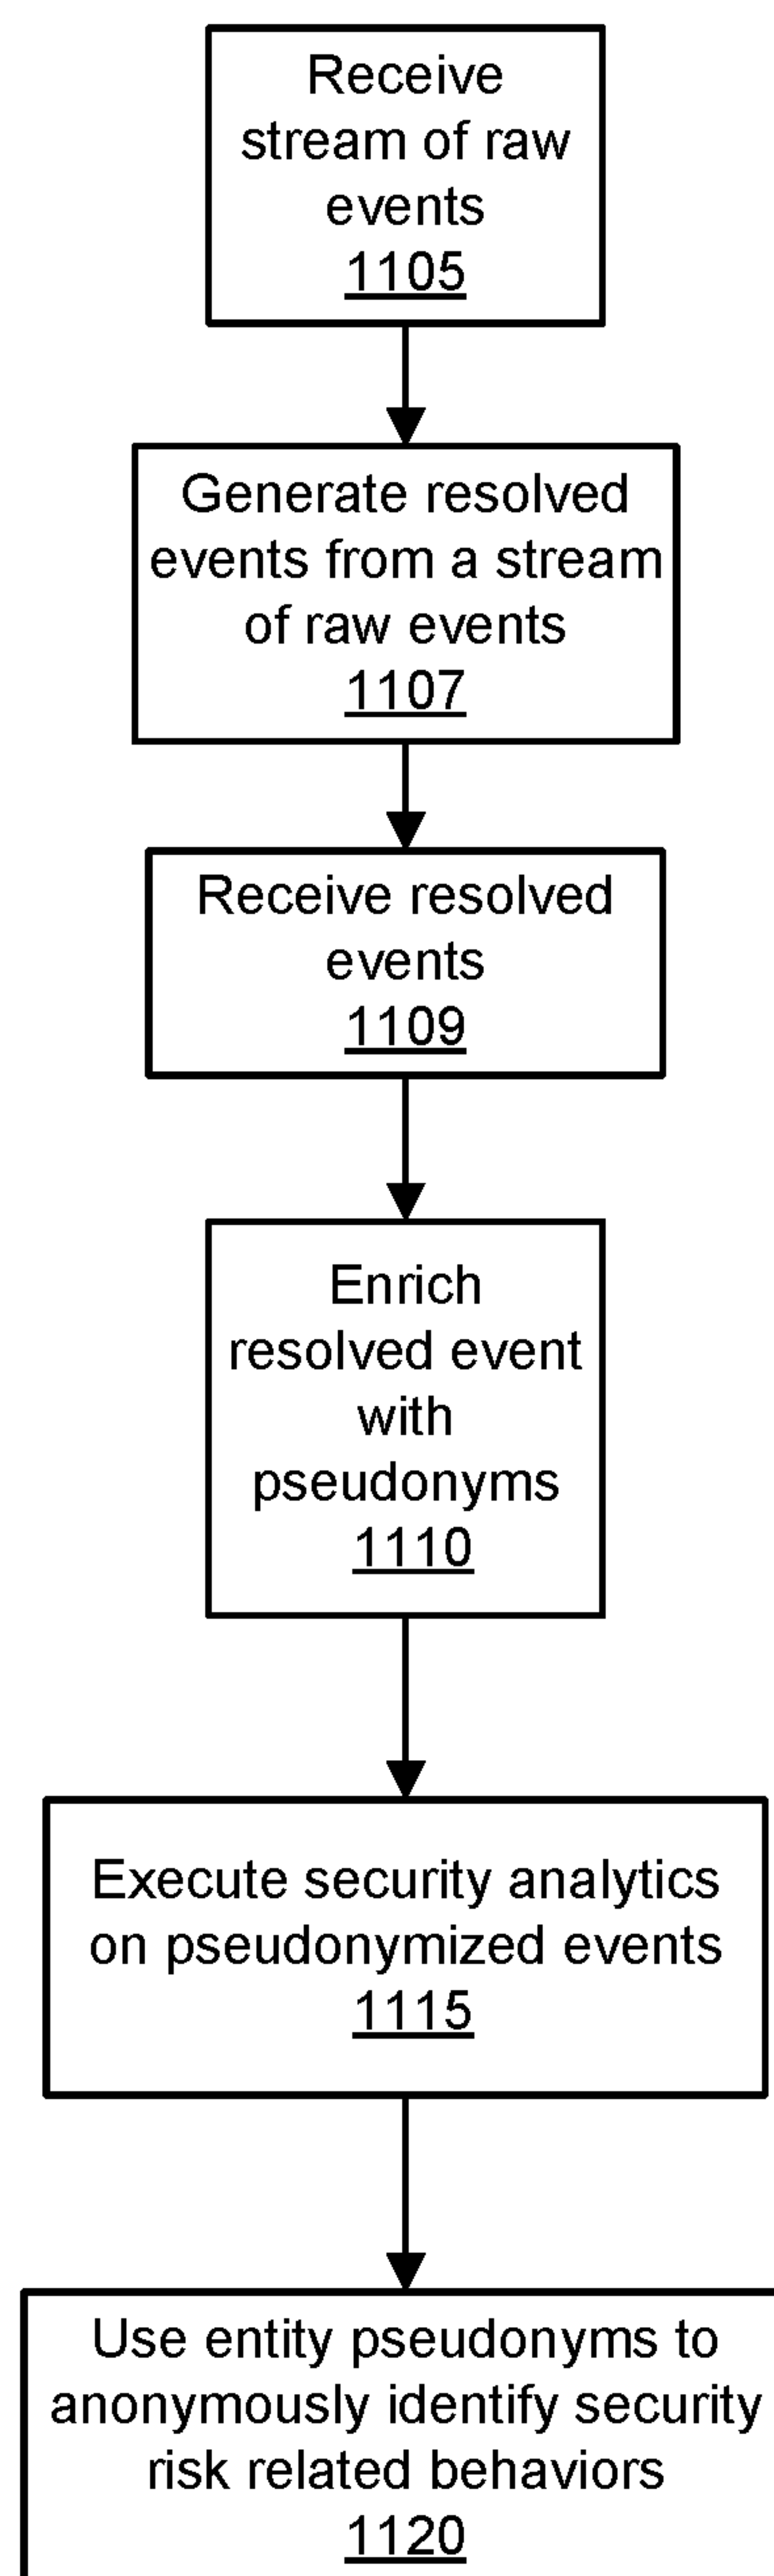 Receive
stream of raw
events
1105
Generate resolved
events from a stream
of raw events
1107
Receive resolved
events
1109
Enrich
resolved event
with
pseudonyms
1110
Execute security analytics
on pseudonymized events
1115
Use entity pseudonyms to
anonymously identify security
risk related behaviors
1120